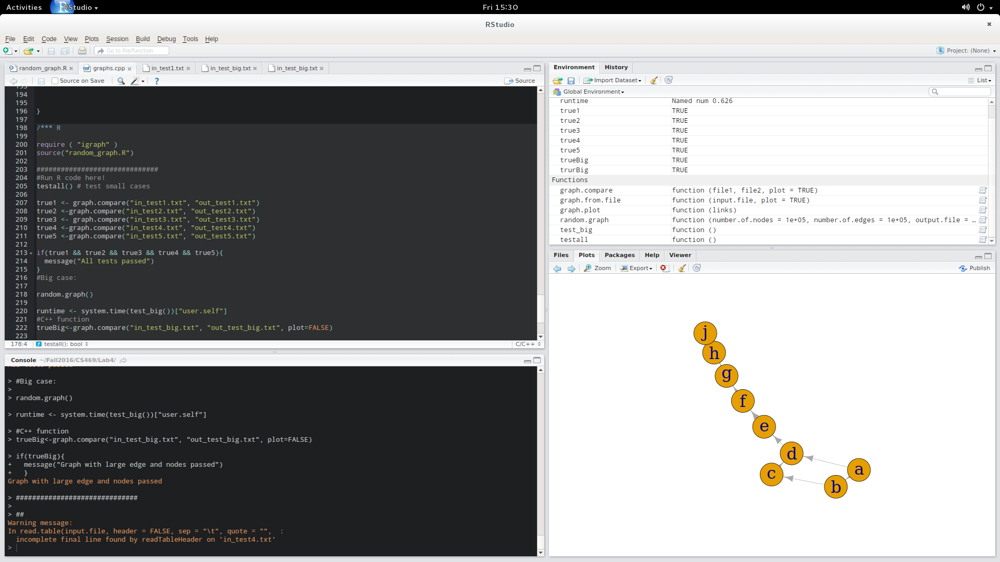 Activities RStudio Fri 15:30
RStudio
File Edit Code View Plots Session Build Debug Tools Help
Go to file/function Project: (None)
random_graph.R graphs.cpp in_test1.txt in_test_big.txt in_test_big.txt
Source on Save Source
193
194
195
196 }
197
198 /*** R
199
200 require ( "igraph" )
201 source("random_graph.R")
202
203 ##############################
204 #Run R code here!
205 testall() # test small cases
206
207 true1 <- graph.compare("in_test1.txt", "out_test1.txt")
208 true2 <-graph.compare("in_test2.txt", "out_test2.txt")
209 true3 <- graph.compare("in_test3.txt", "out_test3.txt")
210 true4 <-graph.compare("in_test4.txt", "out_test4.txt")
211 true5 <-graph.compare("in_test5.txt", "out_test5.txt")
212
213 if(true1 && true2 && true3 && true4 && true5){
214 message("All tests passed")
215 }
216 #Big case:
217
218 random.graph()
219
220 runtime <- system.time(test_big())["user.self"]
221 #C++ function
222 trueBig<-graph.compare("in_test_big.txt", "out_test_big.txt", plot=FALSE)
223
178:4 testall(): bool C/C++
Console ~/Fall2016/CS469/Lab4/
> #Big case:
>
> random.graph()
> runtime <- system.time(test_big())["user.self"]
> #C++ function
> trueBig<-graph.compare("in_test_big.txt", "out_test_big.txt", plot=FALSE)
> if(trueBig){
+ message("Graph with large edge and nodes passed")
+ }
Graph with large edge and nodes passed
> ##############################
>
> ##
Warning message:
In read.table(input.file, header = FALSE, sep = "\t", quote = "", :
incomplete final line found by readTableHeader on 'in_test4.txt'
>
Environment History
Import Dataset List
Global Environment
runtime Named num 0.626
true1 TRUE
true2 TRUE
true3 TRUE
true4 TRUE
true5 TRUE
trueBig TRUE
trurBig TRUE
Functions
graph.compare function (file1, file2, plot = TRUE)
graph.from.file function (input.file, plot = TRUE)
graph.plot function (links)
random.graph function (number.of.nodes = 1e+05, number.of.edges = 1e+05, output.file = …
test_big function ()
testall function ()
Files Plots Packages Help Viewer
Zoom Export Publish
j
h
g
f
e
d
c
a
b